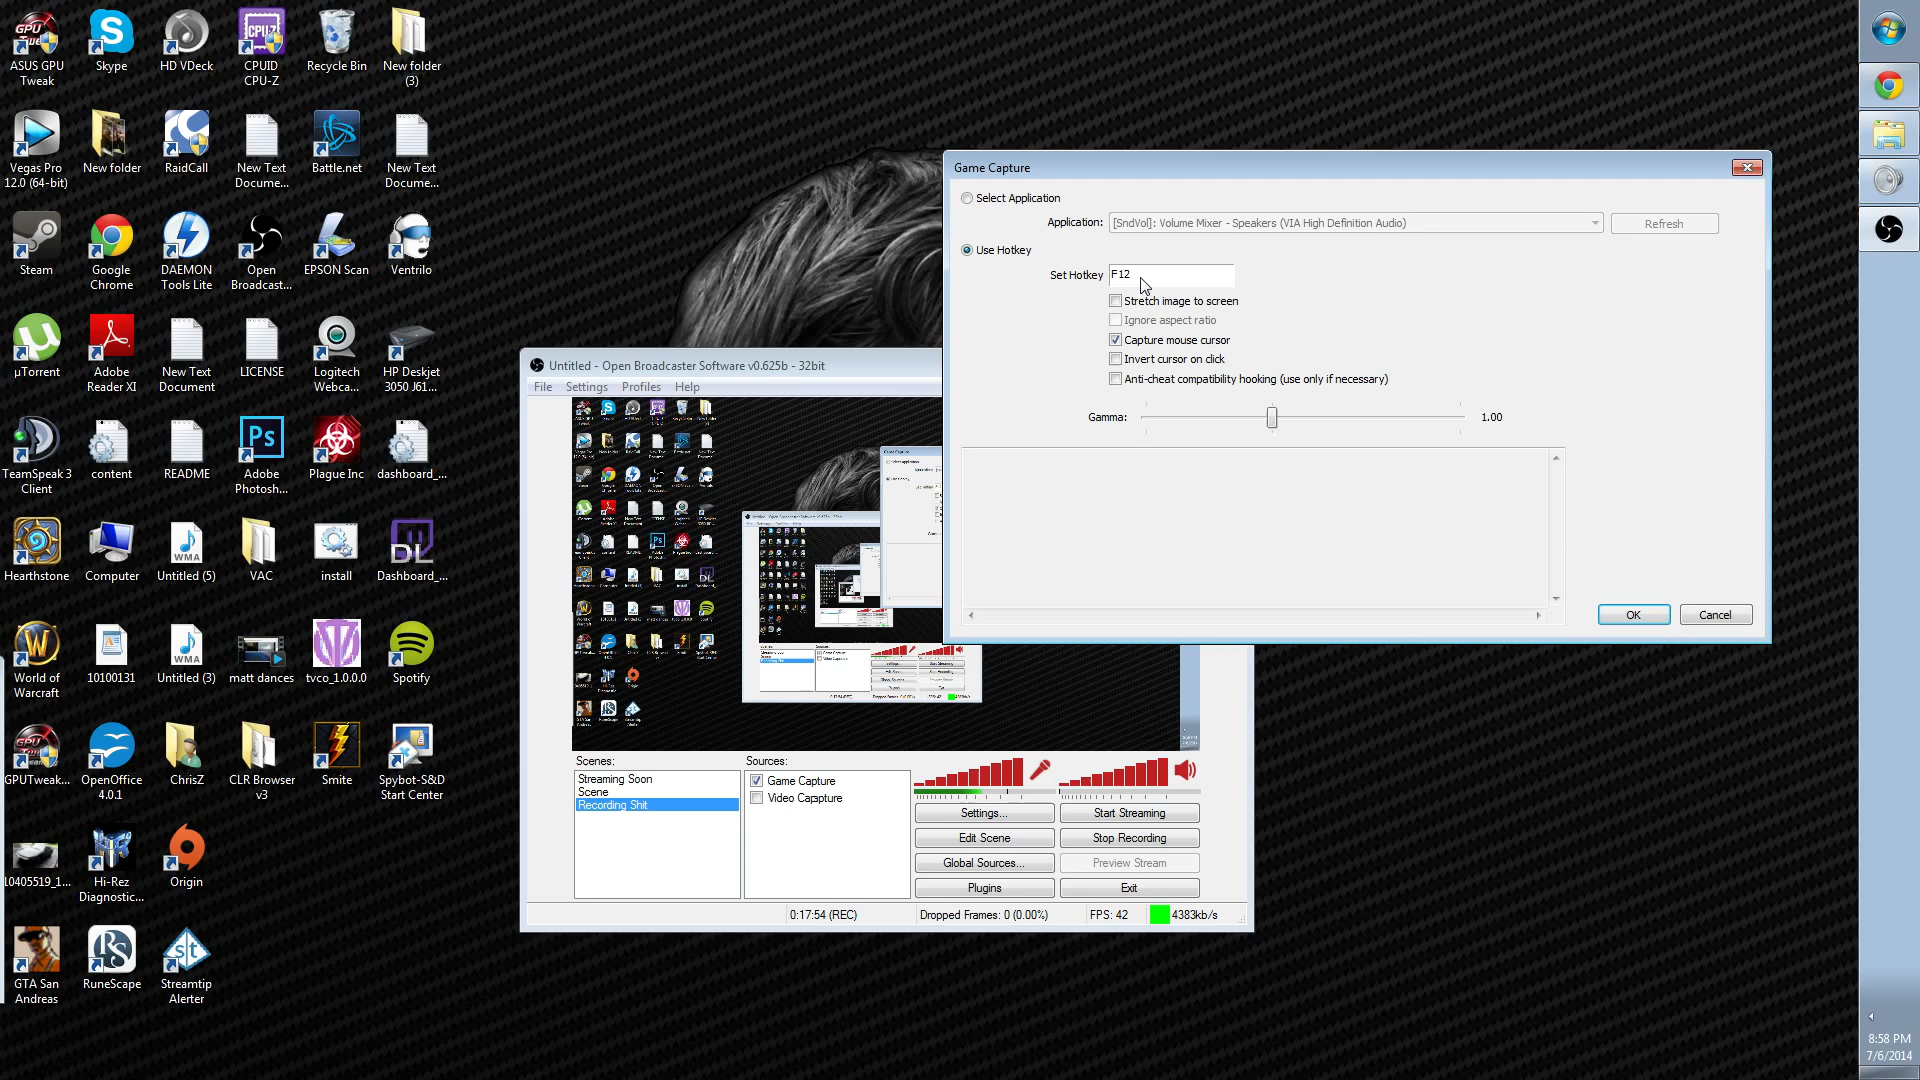 ASUS GPU
Tweak
Skype
HD VDeck
CPUID
CPU-Z
Recycle Bin
New folder
(3)
Vegas Pro
12.0 (64-bit)
New folder
RaidCall
New Text
Docume...
Battle.net
New Text
Docume...
Steam
Google
Chrome
DAEMON
Tools Lite
Open
Broadcast...
EPSON Scan
Ventrilo
µTorrent
Adobe
Reader XI
New Text
Document
LICENSE
Logitech
Webca...
HP Deskjet
3050 J61...
TeamSpeak 3
Client
content
README
Adobe
Photosh...
Plague Inc
dashboard_...
Hearthstone
Computer
Untitled (5)
VAC
install
Dashboard_...
World of
Warcraft
10100131
Untitled (3)
matt dances
tvco_1.0.0.0
Spotify
GPUTweak...
OpenOffice
4.0.1
ChrisZ
CLR Browser
v3
Smite
Spybot-S&D
Start Center
10405519_1...
Hi-Rez
Diagnostic...
Origin
GTA San
Andreas
RuneScape
Streamtip
Alerter
Game Capture
Select Application
Application: [SndVol]: Volume Mixer - Speakers (VIA High Definition Audio) Refresh
Use Hotkey
Set Hotkey F12
Stretch image to screen
Ignore aspect ratio
Capture mouse cursor
Invert cursor on click
Anti-cheat compatibility hooking (use only if necessary)
Gamma: 1.00
OK Cancel
Untitled - Open Broadcaster Software v0.625b - 32bit
File Settings Profiles Help
Scenes: Sources:
Streaming Soon
Scene
Recording Shit
Game Capture
Video Capapture
Settings... Start Streaming
Edit Scene Stop Recording
Global Sources... Preview Stream
Plugins Exit
0:17:54 (REC) Dropped Frames: 0 (0.00%) FPS: 42 4383kb/s
8:58 PM
7/6/2014